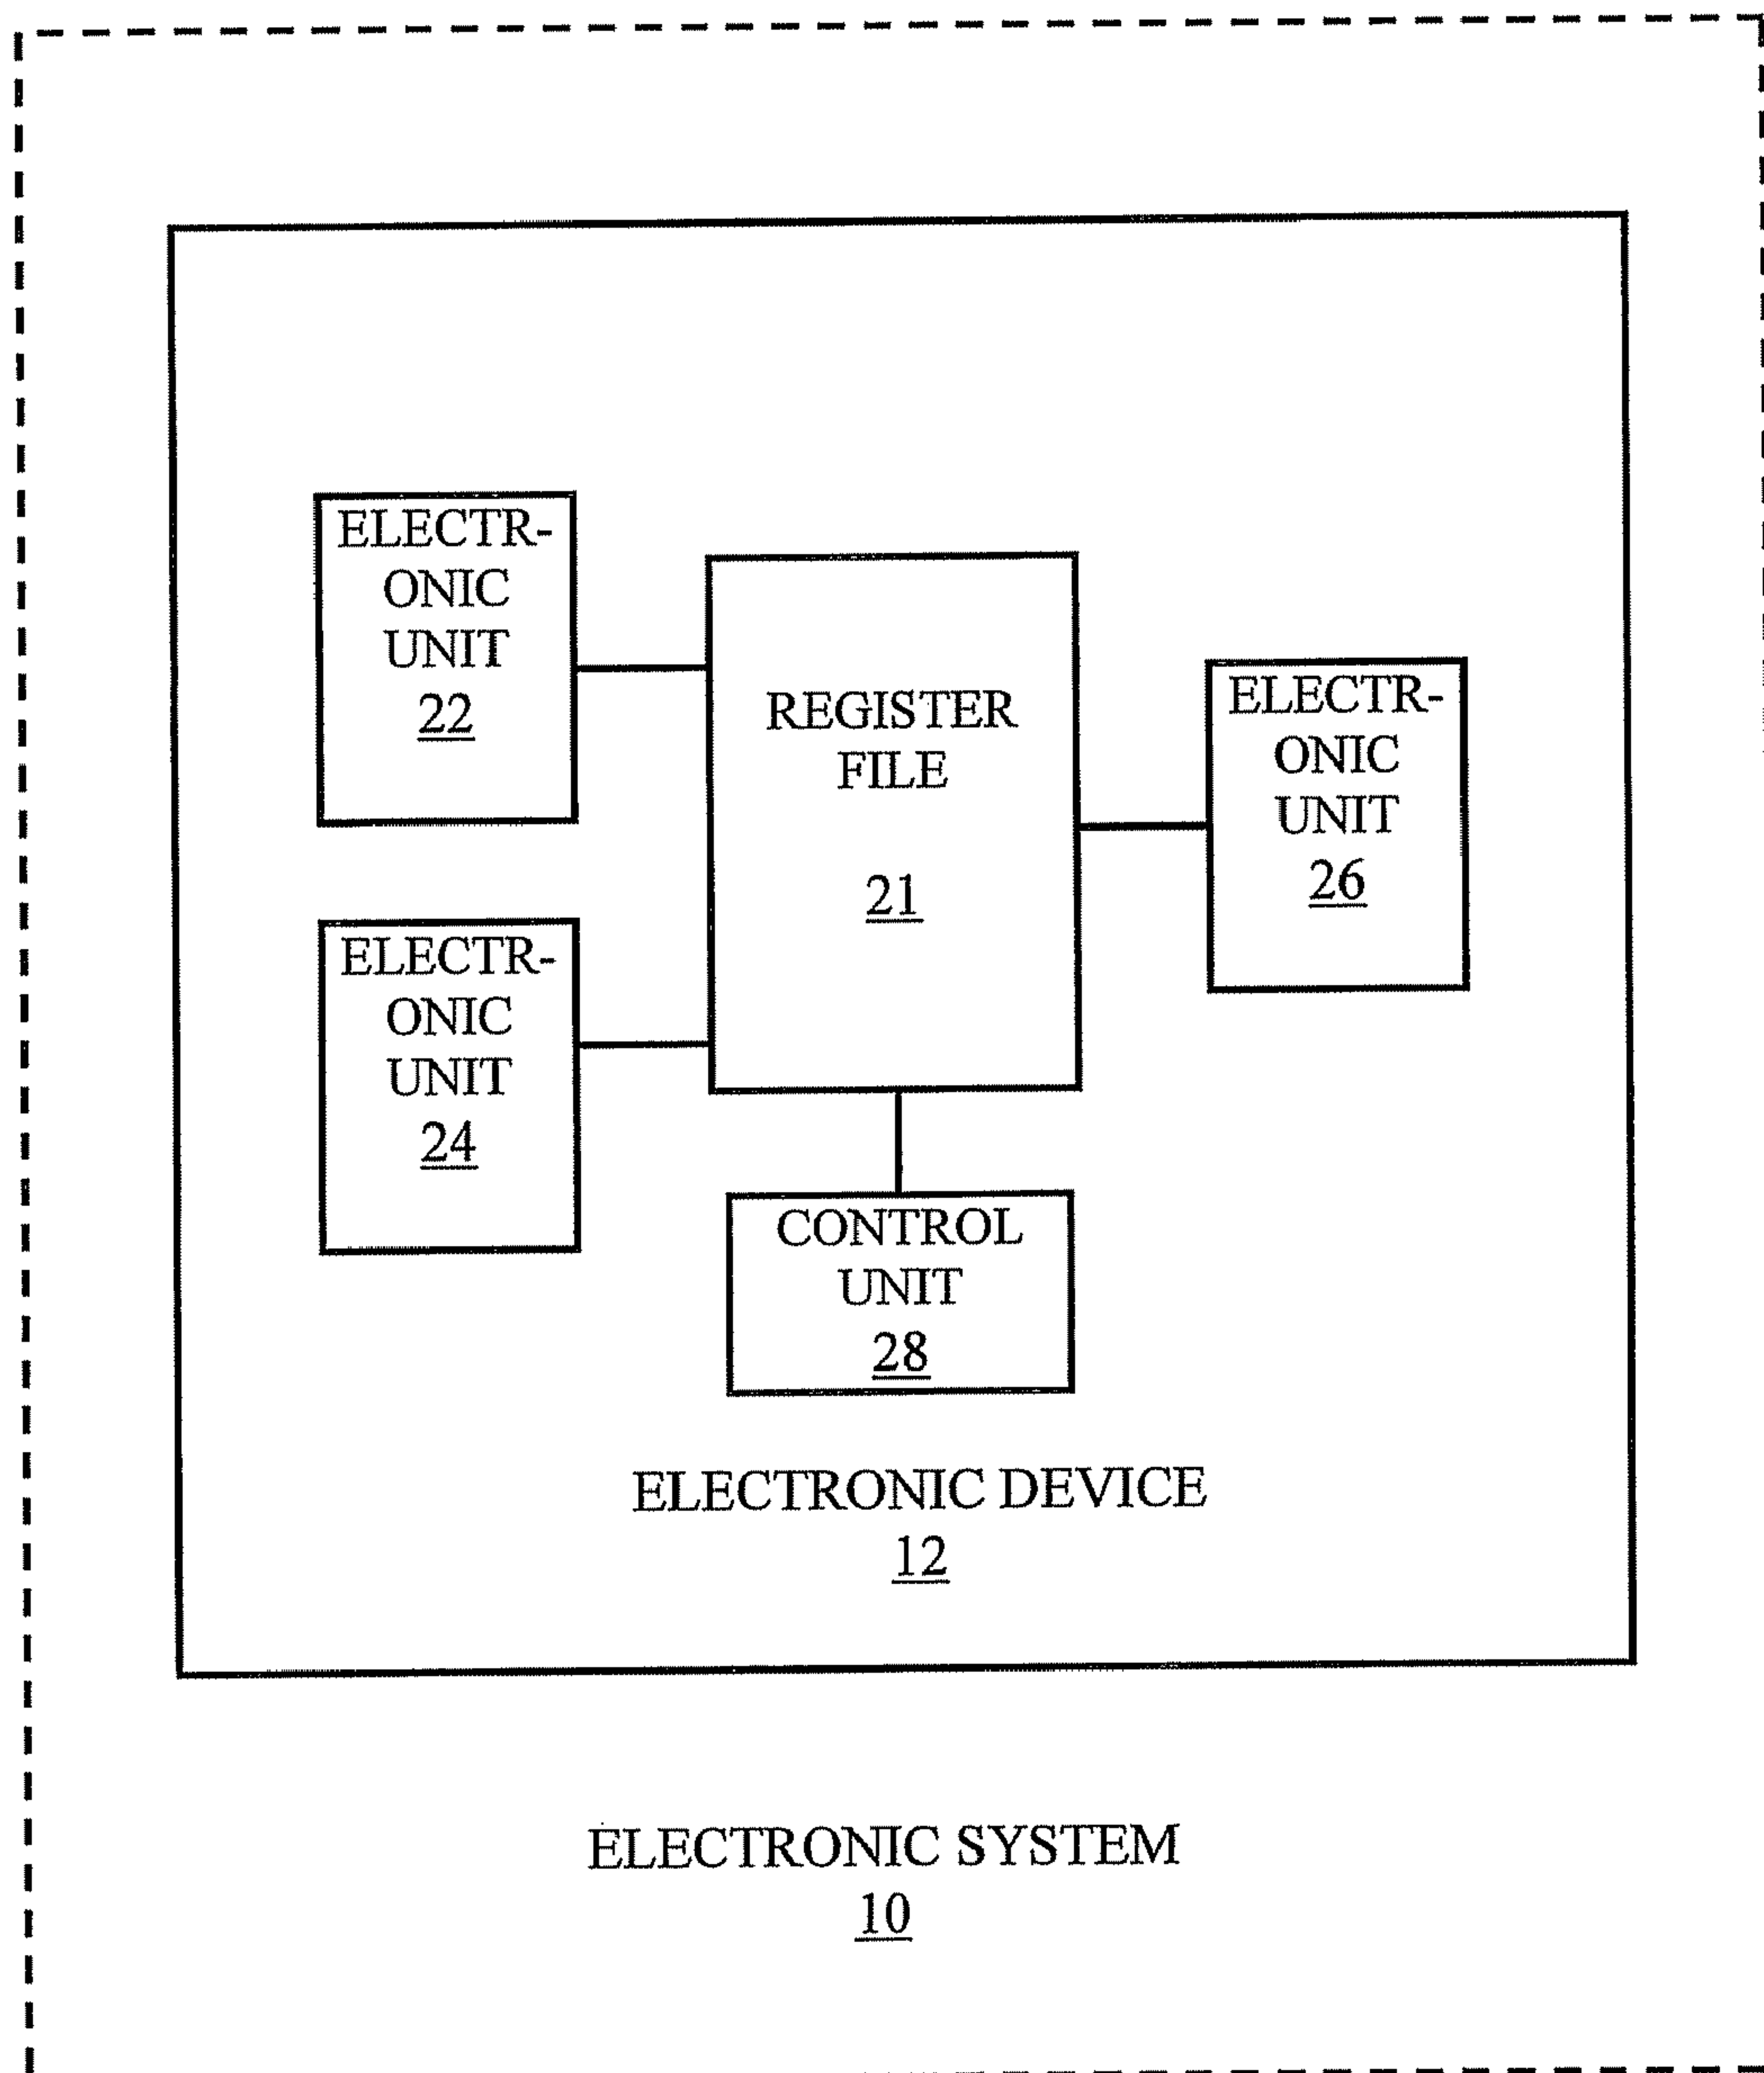 ELECTR-
ONIC
UNIT
22
REGISTER
FILE
21
ELECTR-
ONIC
UNIT
26
ELECTR-
ONIC
UNIT
24
CONTROL
UNIT
28
ELECTRONIC DEVICE
12
ELECTRONIC SYSTEM
10